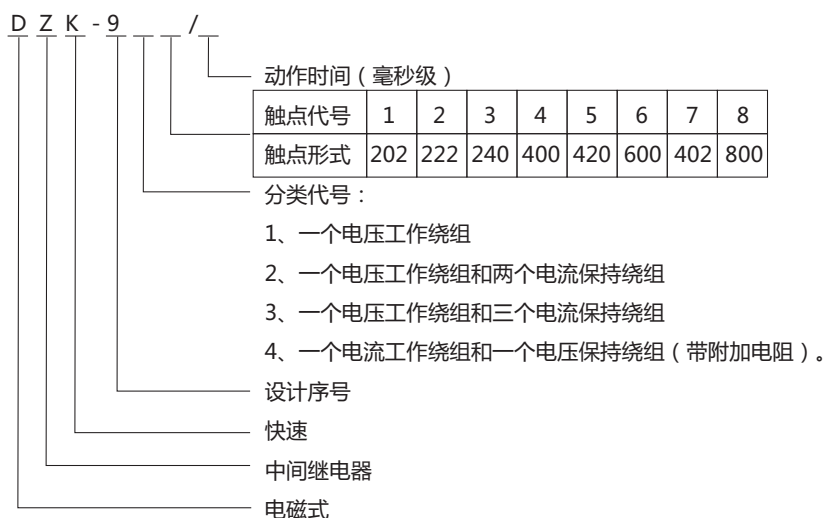 D Z K - 9 _ _ / _
动作时间（毫秒级）
触点代号 1 2 3 4 5 6 7 8
触点形式 202 222 240 400 420 600 402 800
分类代号：
1、一个电压工作绕组
2、一个电压工作绕组和两个电流保持绕组
3、一个电压工作绕组和三个电流保持绕组
4、一个电流工作绕组和一个电压保持绕组（带附加电阻）。
设计序号
快速
中间继电器
电磁式